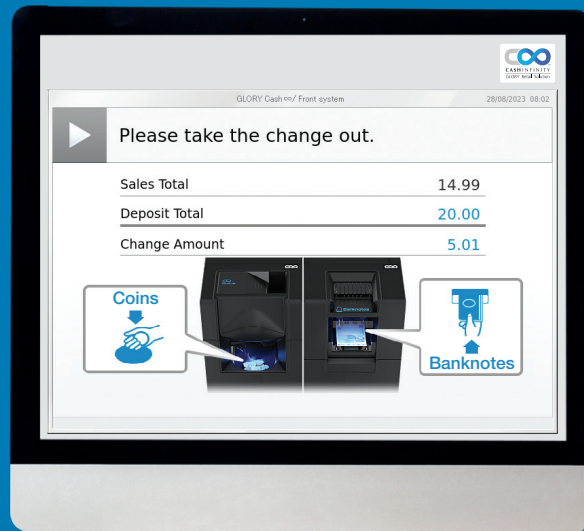 CASHINFINITY
GLORY Retail Solution
GLORY Cash∞/ Front system 28/08/2023 08:02
Please take the change out.
Sales Total 14.99
Deposit Total 20.00
Change Amount 5.01
Coins
Banknotes
Banknotes